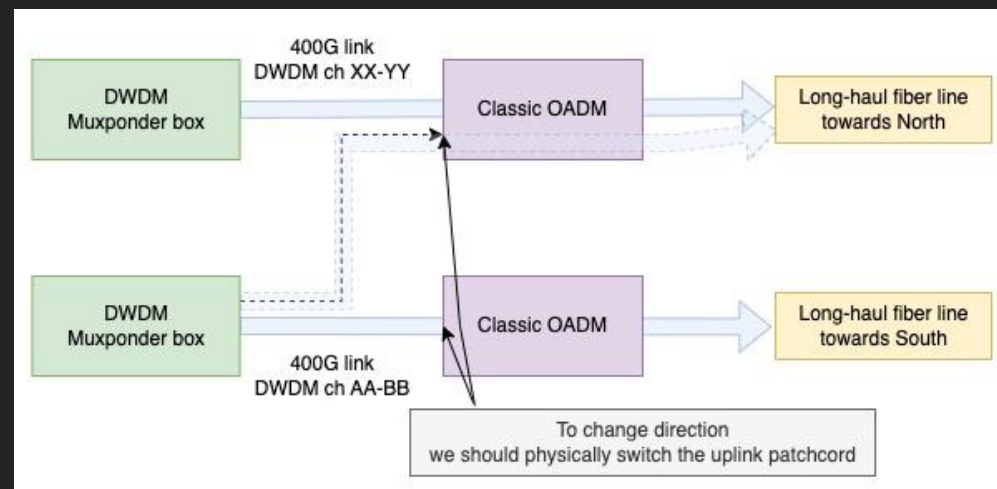 400G link
DWDM ch XX-YY
DWDM
Muxponder box
Classic OADM
Long-haul fiber line
towards North
DWDM
Muxponder box
Classic OADM
Long-haul fiber line
towards South
400G link
DWDM ch AA-BB
To change direction
we should physically switch the uplink patchcord